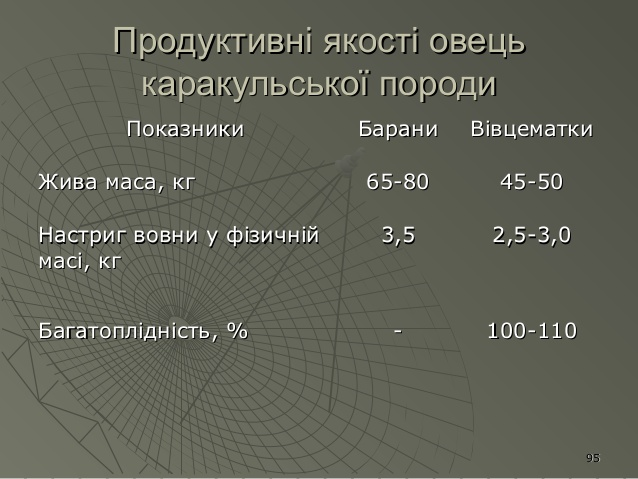 Продуктивні якості овець
каракульської породи
Показники Барани Вівцематки
Жива маса, кг 65-80 45-50
Настриг вовни у фізичній 3,5 2,5-3,0
масі, кг
Багатоплідність, % - 100-110
95